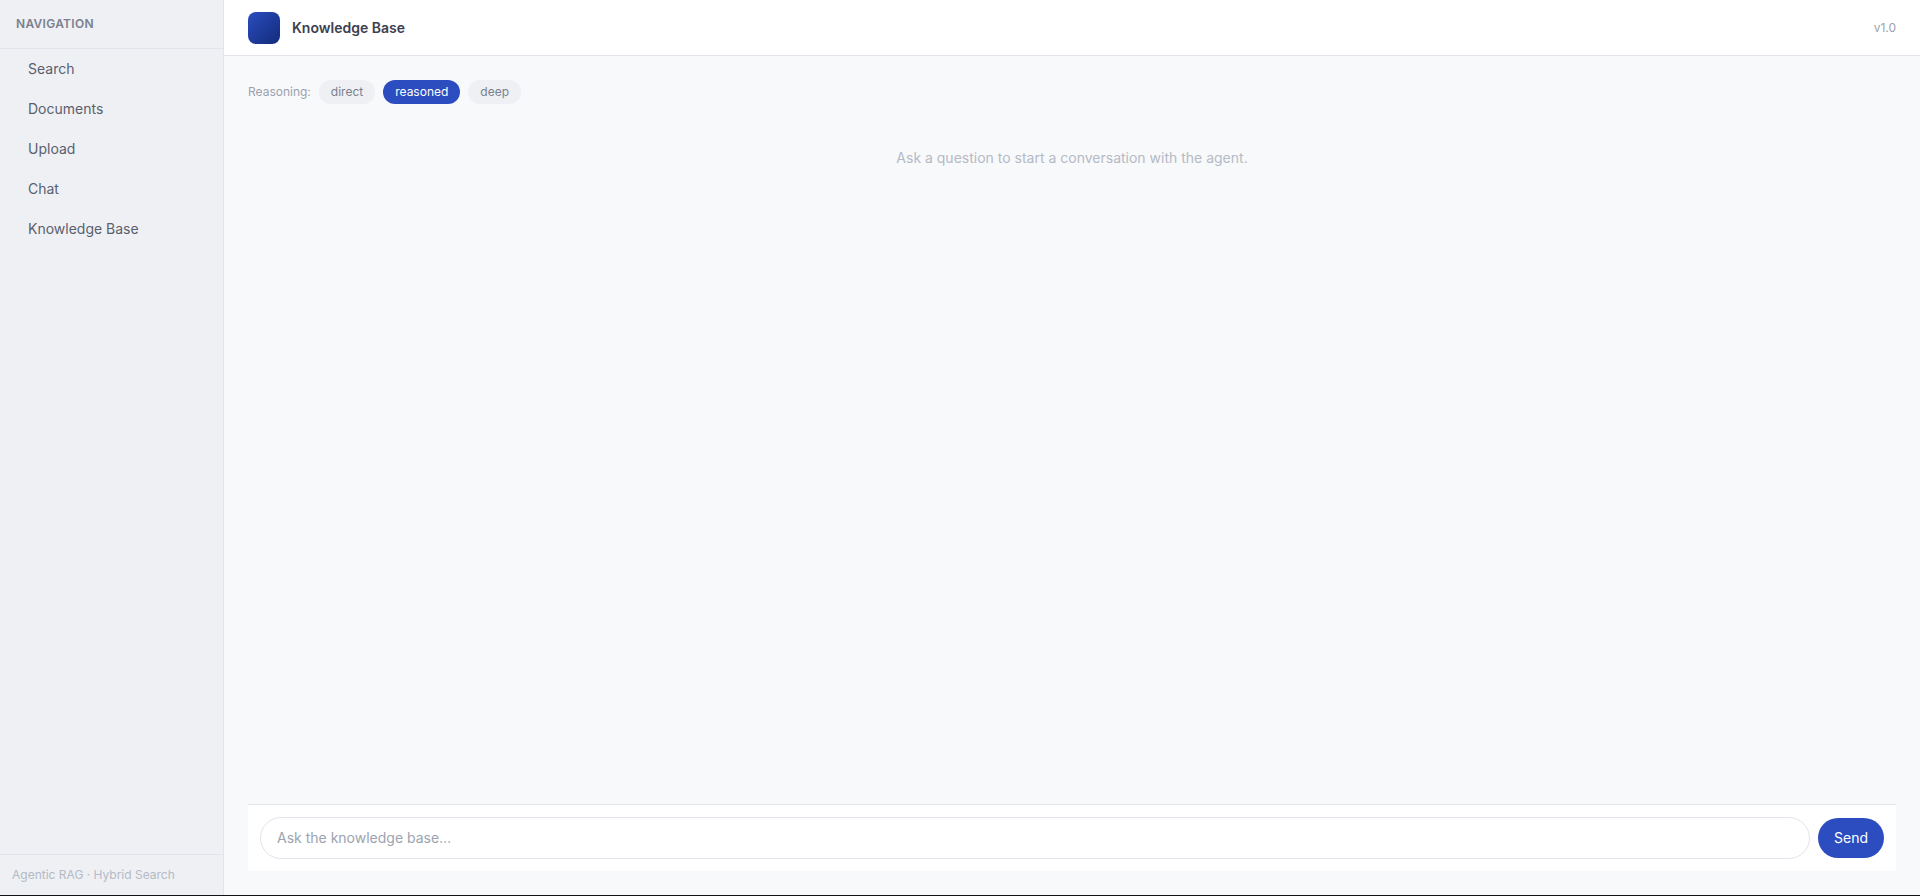 NAVIGATION
Search
Documents
Upload
Chat
Knowledge Base
Agentic RAG · Hybrid Search
Knowledge Base
v1.0
Reasoning: direct reasoned deep
Ask a question to start a conversation with the agent.
Ask the knowledge base...
Send